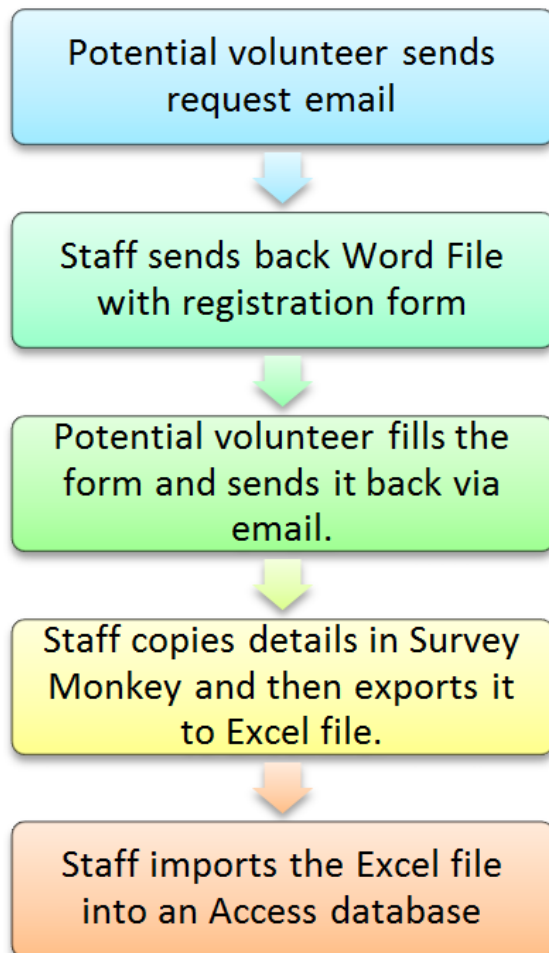 Potential volunteer sends
request email
Staff sends back Word File
with registration form
Potential volunteer fills the
form and sends it back via
email.
Staff copies details in Survey
Monkey and then exports it
to Excel file.
Staff imports the Excel file
into an Access database